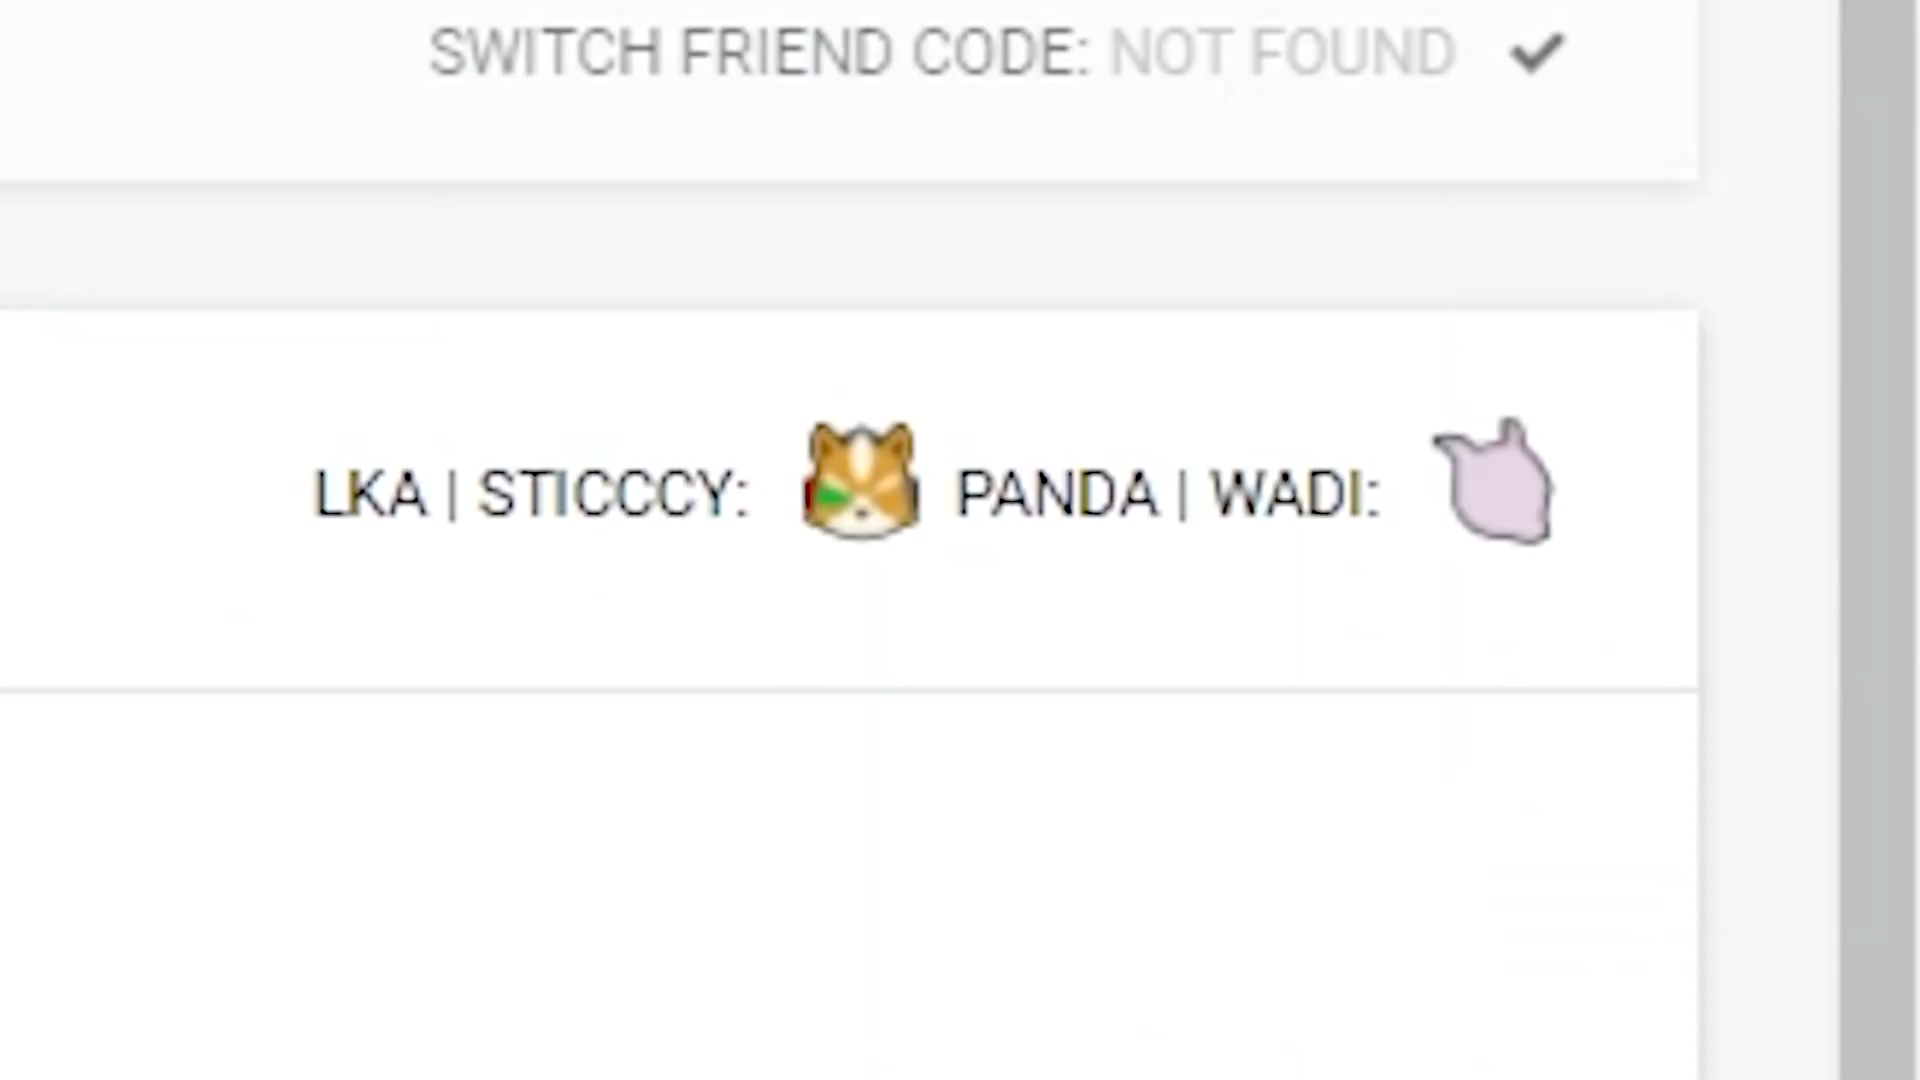 SWITCH FRIEND CODE: NOT FOUND
LKA | STICCCY: PANDA | WADI: